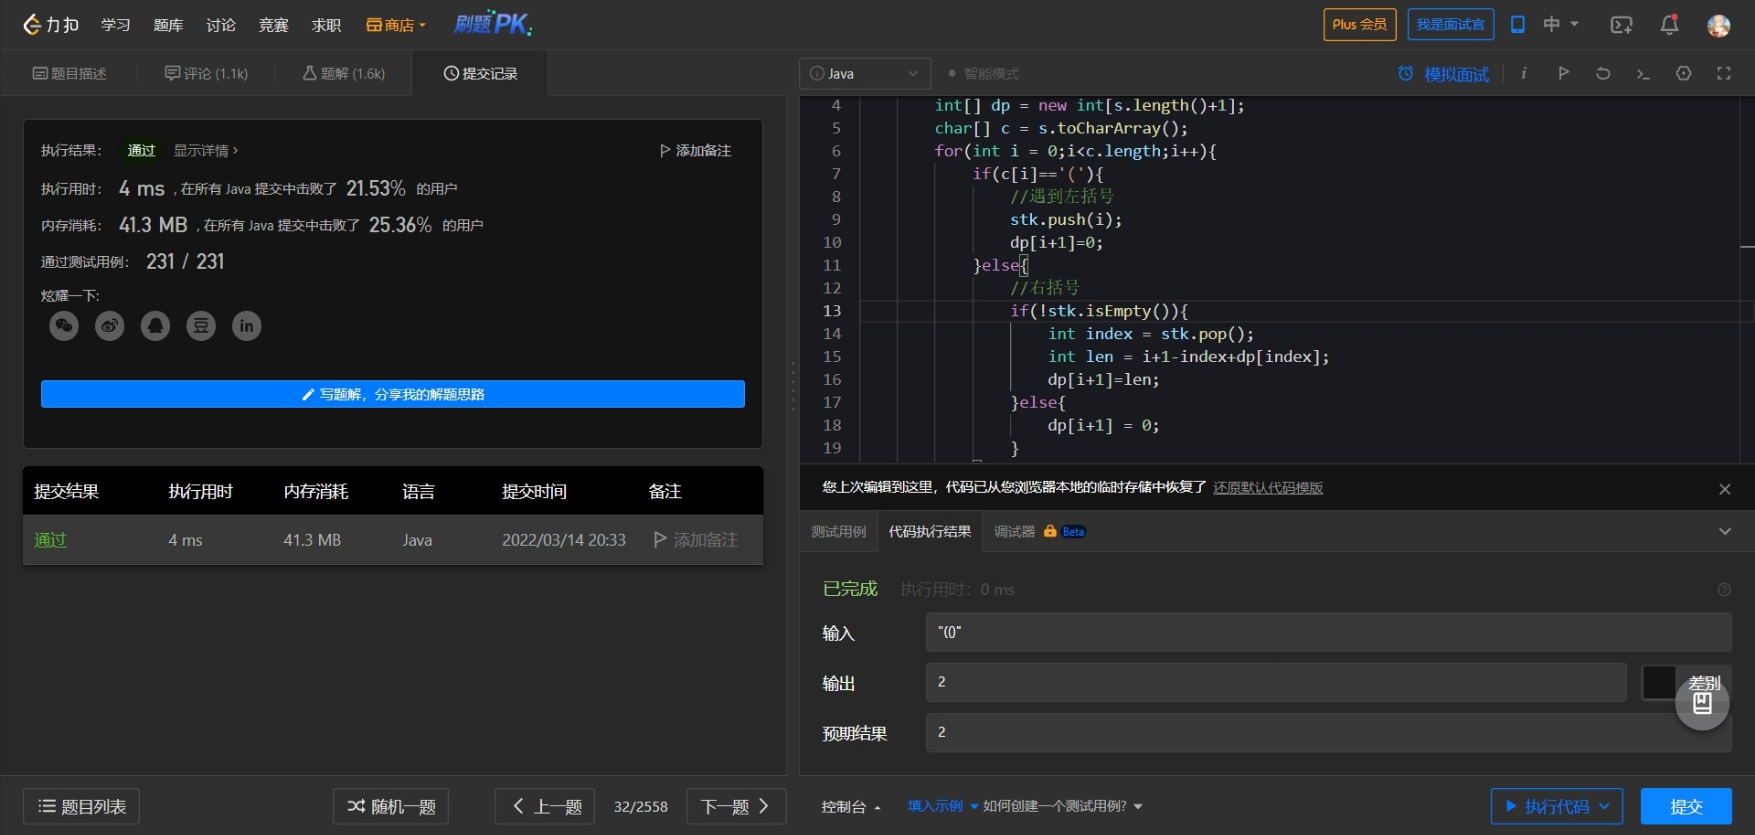 力扣 学习 题库 讨论 竞赛 求职 商店 刷题PK Plus 会员 我是面试官 中
题目描述 评论 (1.1k) 题解 (1.6k) 提交记录
执行结果： 通过 显示详情 › 添加备注
执行用时： 4 ms , 在所有 Java 提交中击败了 21.53% 的用户
内存消耗： 41.3 MB , 在所有 Java 提交中击败了 25.36% 的用户
通过测试用例： 231 / 231
炫耀一下:
豆 in
写题解，分享我的解题思路
提交结果 执行用时 内存消耗 语言 提交时间 备注
通过 4 ms 41.3 MB Java 2022/03/14 20:33 添加备注
题目列表 随机一题 上一题 32/2558 下一题
Java 智能模式 模拟面试 i
4 int[] dp = new int[s.length()+1];
5 char[] c = s.toCharArray();
6 for(int i = 0;i<c.length;i++){
7 if(c[i]=='('){
8 //遇到左括号
9 stk.push(i);
10 dp[i+1]=0;
11 }else{
12 //右括号
13 if(!stk.isEmpty()){
14 int index = stk.pop();
15 int len = i+1-index+dp[index];
16 dp[i+1]=len;
17 }else{
18 dp[i+1] = 0;
19 }
您上次编辑到这里，代码已从您浏览器本地的临时存储中恢复了 还原默认代码模版
测试用例 代码执行结果 调试器 Beta
已完成 执行用时: 0 ms
输入 "(()"
输出 2 差别
预期结果 2
控制台 填入示例 如何创建一个测试用例? 执行代码 提交